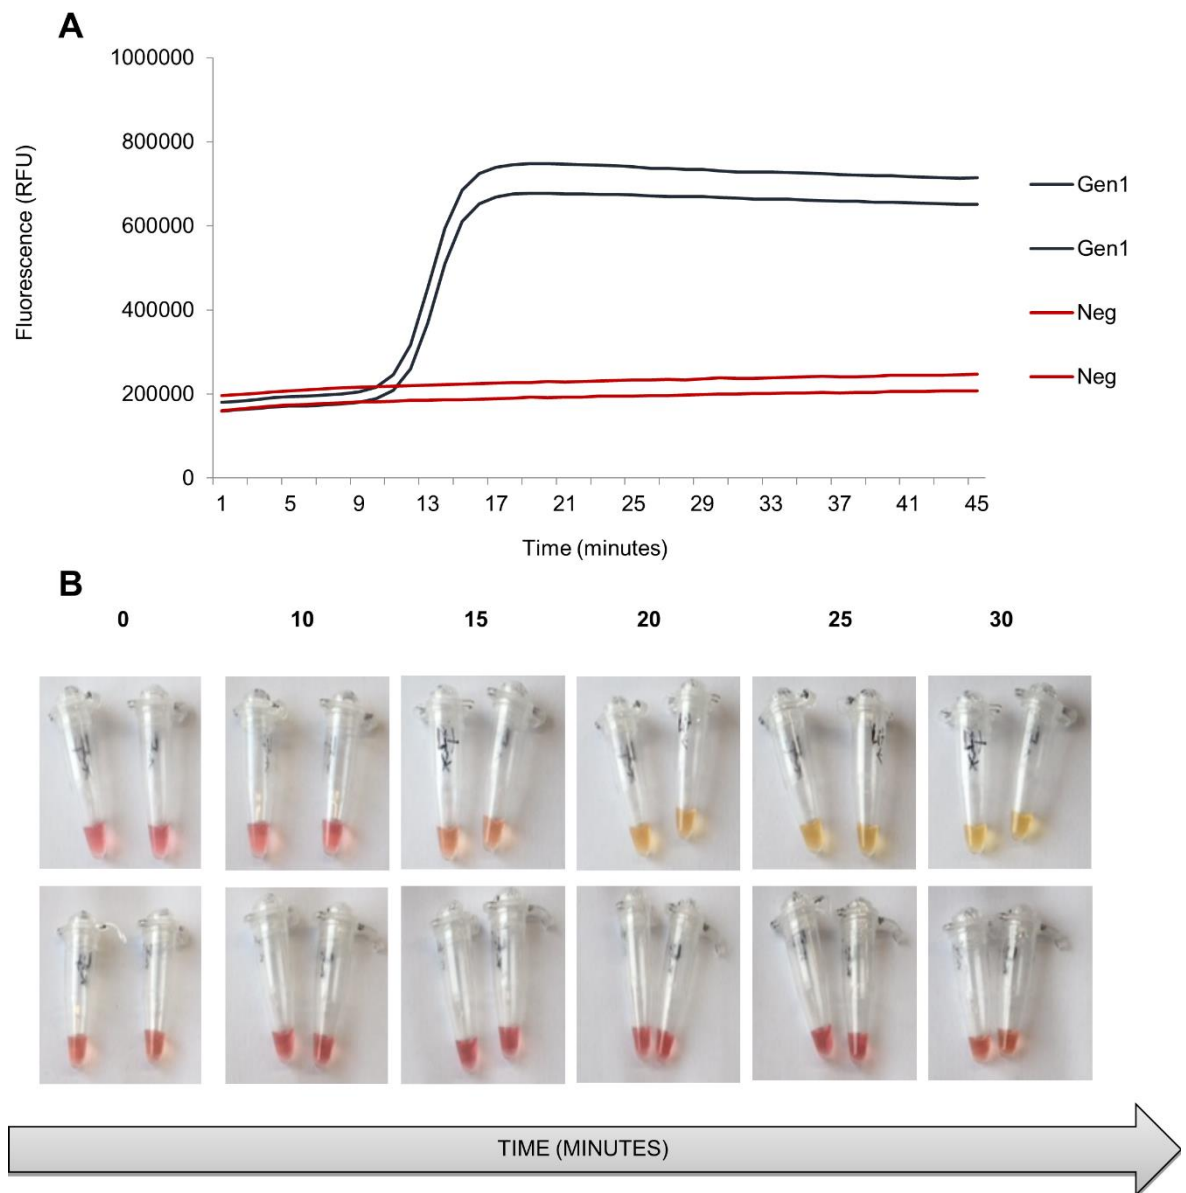 A
1000000
800000
600000
400000
200000
0
Fluorescence (RFU)
1 5 9 13 17 21 25 29 33 37 41 45
Time (minutes)
Gen1
Gen1
Neg
Neg
B
0 10 15 20 25 30
TIME (MINUTES)